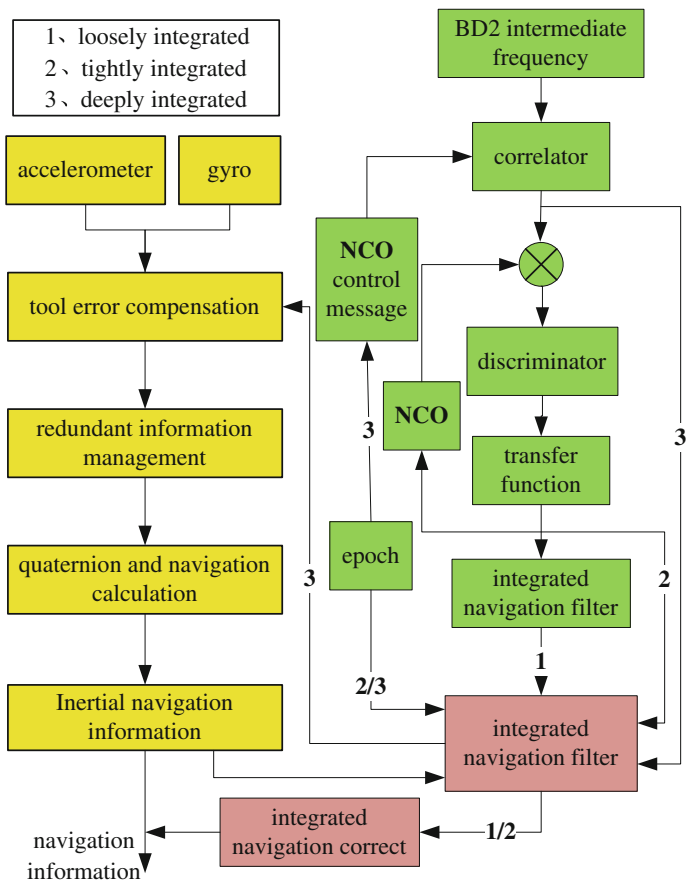 1、loosely integrated
2、tightly integrated
3、deeply integrated
BD2 intermediate
frequency
accelerometer
gyro
correlator
NCO
control
message
tool error compensation
discriminator
NCO
3
3
redundant information
management
transfer
function
epoch
quaternion and navigation
calculation
3
integrated
navigation filter
2
1
2/3
Inertial navigation
information
integrated
navigation filter
integrated
navigation correct
1/2
navigation
information